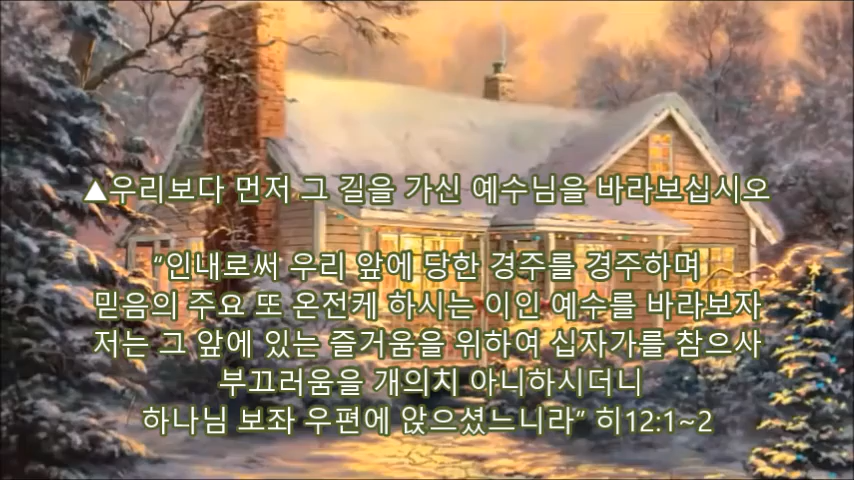 ▲우리보다 먼저 그 길을 가신 예수님을 바라보십시오
“인내로써 우리 앞에 당한 경주를 경주하며
믿음의 주요 또 온전케 하시는 이인 예수를 바라보자
저는 그 앞에 있는 즐거움을 위하여 십자가를 참으사
부끄러움을 개의치 아니하시더니
하나님 보좌 우편에 앉으셨느니라” 히12:1~2